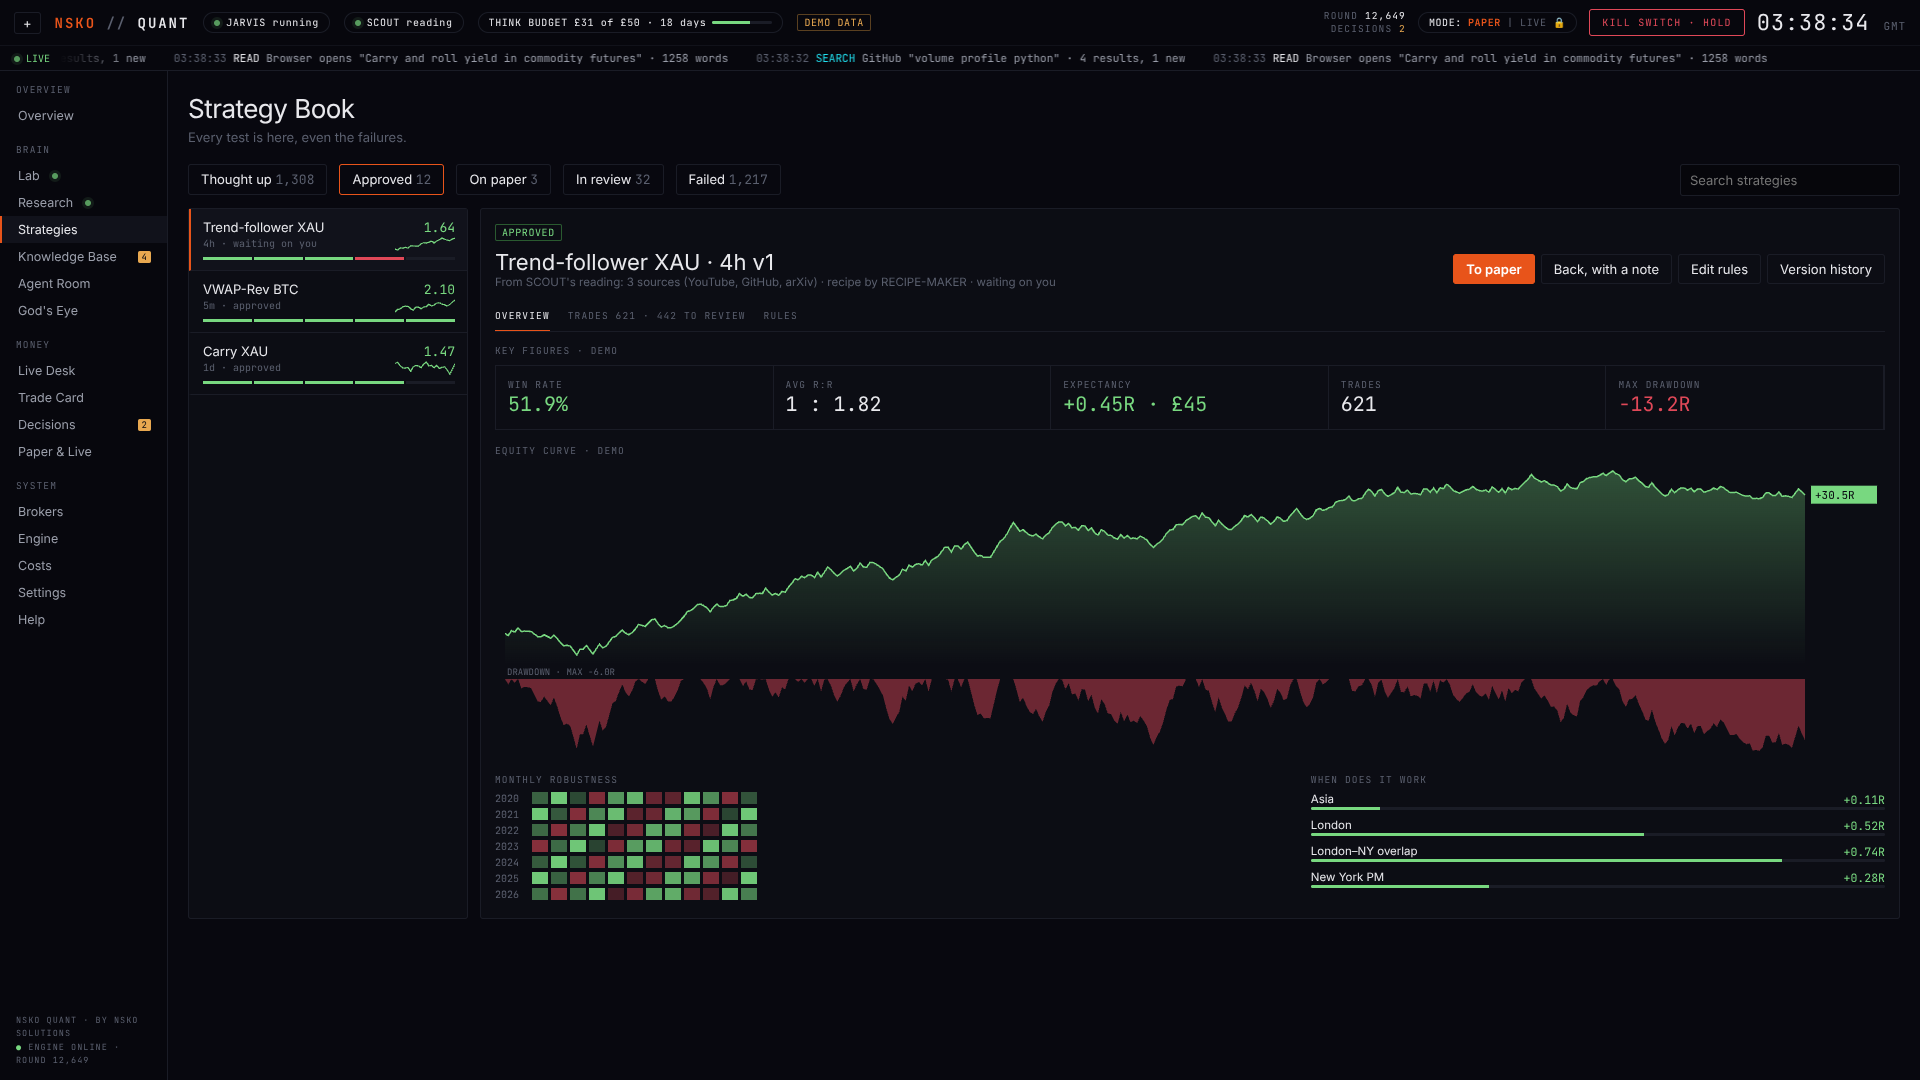 + NSKO // QUANT JARVIS running SCOUT reading THINK BUDGET £31 of £50 · 18 days DEMO DATA
ROUND 12,649
DECISIONS 2
MODE: PAPER | LIVE 🔒 KILL SWITCH · HOLD 03:38:34 GMT
LIVE sults, 1 new 03:38:33 READ Browser opens "Carry and roll yield in commodity futures" · 1258 words 03:38:32 SEARCH GitHub "volume profile python" · 4 results, 1 new 03:38:33 READ Browser opens "Carry and roll yield in commodity futures" · 1258 words
OVERVIEW
Overview
BRAIN
Lab
Research
Strategies
Knowledge Base 4
Agent Room
God's Eye
MONEY
Live Desk
Trade Card
Decisions 2
Paper & Live
SYSTEM
Brokers
Engine
Costs
Settings
Help
NSKO QUANT · BY NSKO
SOLUTIONS
ENGINE ONLINE ·
ROUND 12,649
Strategy Book
Every test is here, even the failures.
Thought up 1,308 Approved 12 On paper 3 In review 32 Failed 1,217 Search strategies
Trend-follower XAU 1.64
4h · waiting on you
VWAP-Rev BTC 2.10
5m · approved
Carry XAU 1.47
1d · approved
APPROVED
Trend-follower XAU · 4h v1
From SCOUT's reading: 3 sources (YouTube, GitHub, arXiv) · recipe by RECIPE-MAKER · waiting on you
To paper Back, with a note Edit rules Version history
OVERVIEW TRADES 621 · 442 TO REVIEW RULES
KEY FIGURES · DEMO
WIN RATE AVG R:R EXPECTANCY TRADES MAX DRAWDOWN
51.9% 1 : 1.82 +0.45R · £45 621 -13.2R
EQUITY CURVE · DEMO
+30.5R
DRAWDOWN · MAX -6.0R
MONTHLY ROBUSTNESS
2020
2021
2022
2023
2024
2025
2026
WHEN DOES IT WORK
Asia +0.11R
London +0.52R
London–NY overlap +0.74R
New York PM +0.28R